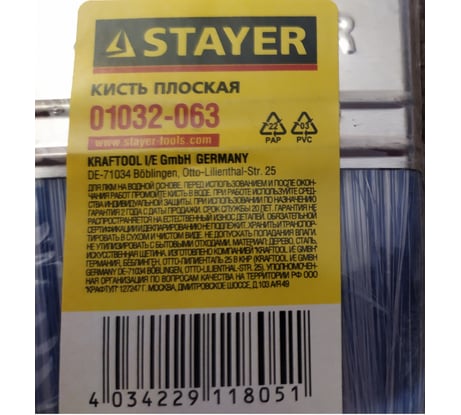 STAYER
R
КИСТЬ ПЛОСКАЯ
01032-063
www.stayer-tools.com
22
PAP
03
PVC
KRAFTOOL I/E GmbH GERMANY
DE-71034 Böblingen, Otto-Lilienthal-Str. 25
ДЛЯ ЛКМ НА ВОДНОЙ ОСНОВЕ. ПЕРЕД ИСПОЛЬЗОВАНИЕМ И ПОСЛЕ ОКОН-
ЧАНИЯ РАБОТ ПРОМОЙТЕ КИСТЬ В ВОДЕ. ПРИ РАБОТЕ ИСПОЛЬЗУЙТЕ СРЕД-
СТВА ИНДИВИДУАЛЬНОЙ ЗАЩИТЫ. ПРИ ИСПОЛЬЗОВАНИИ ПО НАЗНАЧЕНИЮ
ГАРАНТИЯ 2 ГОДА С ДАТЫ ПРОДАЖИ, СРОК СЛУЖБЫ 20 ЛЕТ. ГАРАНТИЯ НЕ
РАСПРОСТРАНЯЕТСЯ НА ЕСТЕСТВЕННЫЙ ИЗНОС ДЕТАЛЕЙ. ОБЯЗАТЕЛЬНОЙ
СЕРТИФИКАЦИИ И ДЕКЛАРИРОВАНИЮ НЕ ПОДЛЕЖИТ. ХРАНИТЬ И ТРАНСПОР-
ТИРОВАТЬ В СУХОМ И ЧИСТОМ ВИДЕ. НЕ ДОПУСКАТЬ ПОПАДАНИЯ ВЛАГИ.
НЕ УТИЛИЗИРОВАТЬ С БЫТОВЫМИ ОТХОДАМИ. МАТЕРИАЛ: ДЕРЕВО, СТАЛЬ,
ИСКУССТВЕННАЯ ЩЕТИНА. ИЗГОТОВЛЕНО КОМПАНИЕЙ "KRAFTOOL I/E GMBH"
ГЕРМАНИЯ, БЁБЛИНГЕН, ОТТО-ЛИЛИЕНТАЛЬ 25 В КНР (KRAFTOOL I/E GMBH
GERMANY DE-71034 BÖBLINGEN, OTTO-LILIENTHAL-STR. 25). УПОЛНОМОЧЕН-
НАЯ ОРГАНИЗАЦИЯ ПО ВОПРОСАМ КАЧЕСТВА НА ТЕРРИТОРИИ РФ ООО
"КРАФТУЛ" 127247 Г. МОСКВА, ДМИТРОВСКОЕ ШОССЕ, Д.103 А/Я 49
4 034229 118051